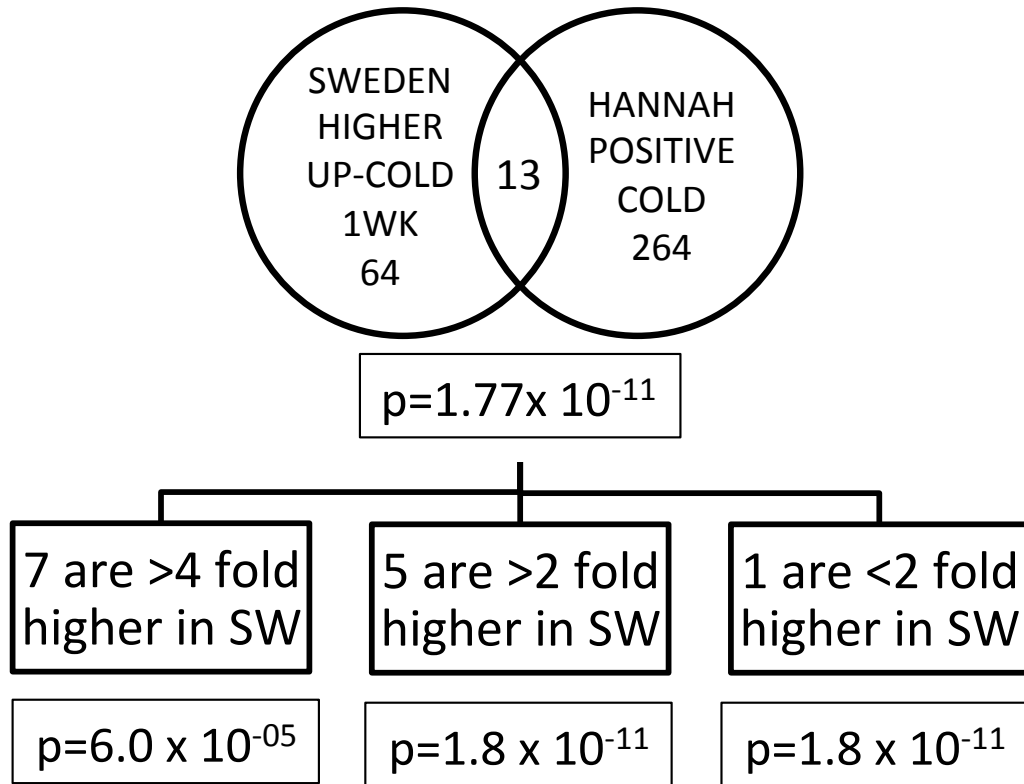 SWEDEN
HIGHER
UP-COLD
1WK
64
13
HANNAH
POSITIVE
COLD
264
p=1.77x 10⁻¹¹
7 are >4 fold
higher in SW
5 are >2 fold
higher in SW
1 are <2 fold
higher in SW
p=6.0 x 10⁻⁰⁵
p=1.8 x 10⁻¹¹
p=1.8 x 10⁻¹¹